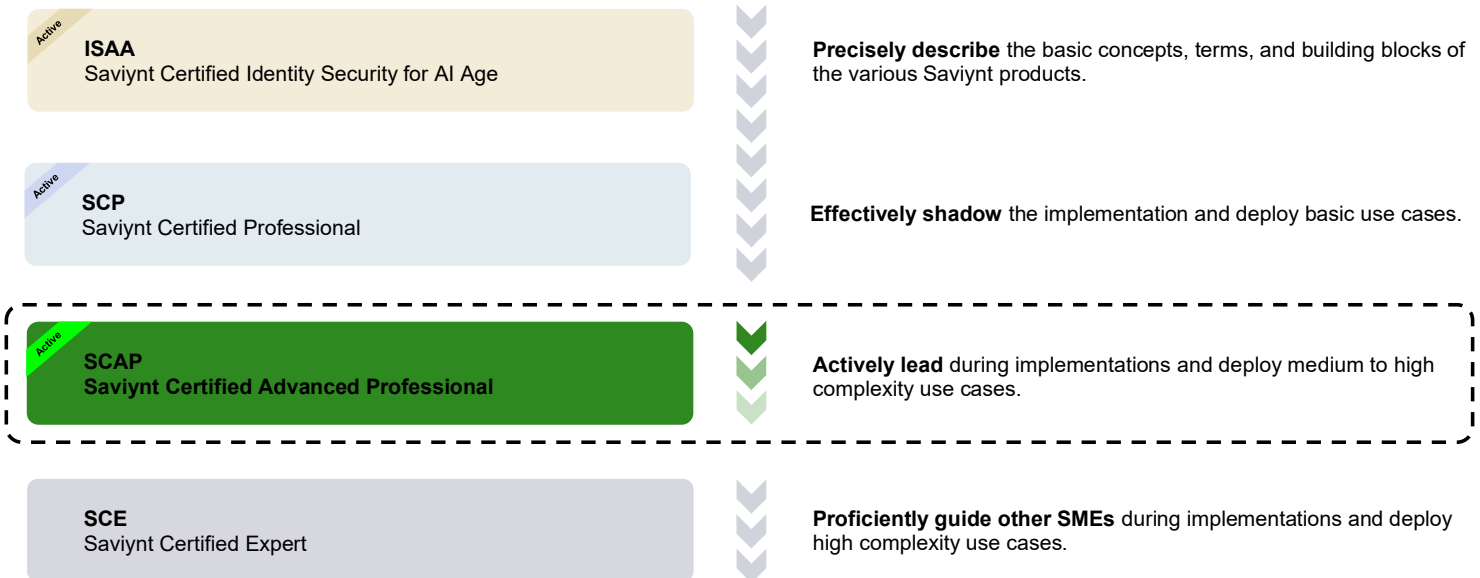 Active
ISAA
Saviynt Certified Identity Security for AI Age
Precisely describe the basic concepts, terms, and building blocks of
the various Saviynt products.
Active
SCP
Saviynt Certified Professional
Effectively shadow the implementation and deploy basic use cases.
Active
SCAP
Saviynt Certified Advanced Professional
Actively lead during implementations and deploy medium to high
complexity use cases.
SCE
Saviynt Certified Expert
Proficiently guide other SMEs during implementations and deploy
high complexity use cases.